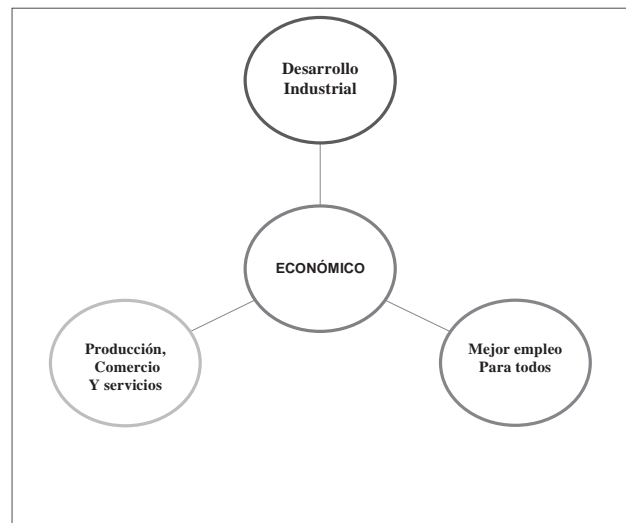 Desarrollo
Industrial
ECONÓMICO
Producción,
Comercio
Y servicios
Mejor empleo
Para todos